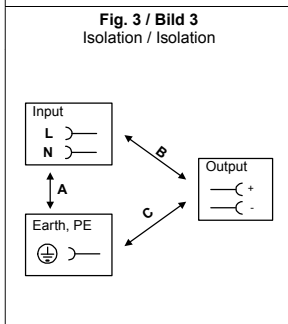 Fig. 3 / Bild 3
Isolation / Isolation
Input
L
N
B
Output
+
-
A
Earth, PE
C